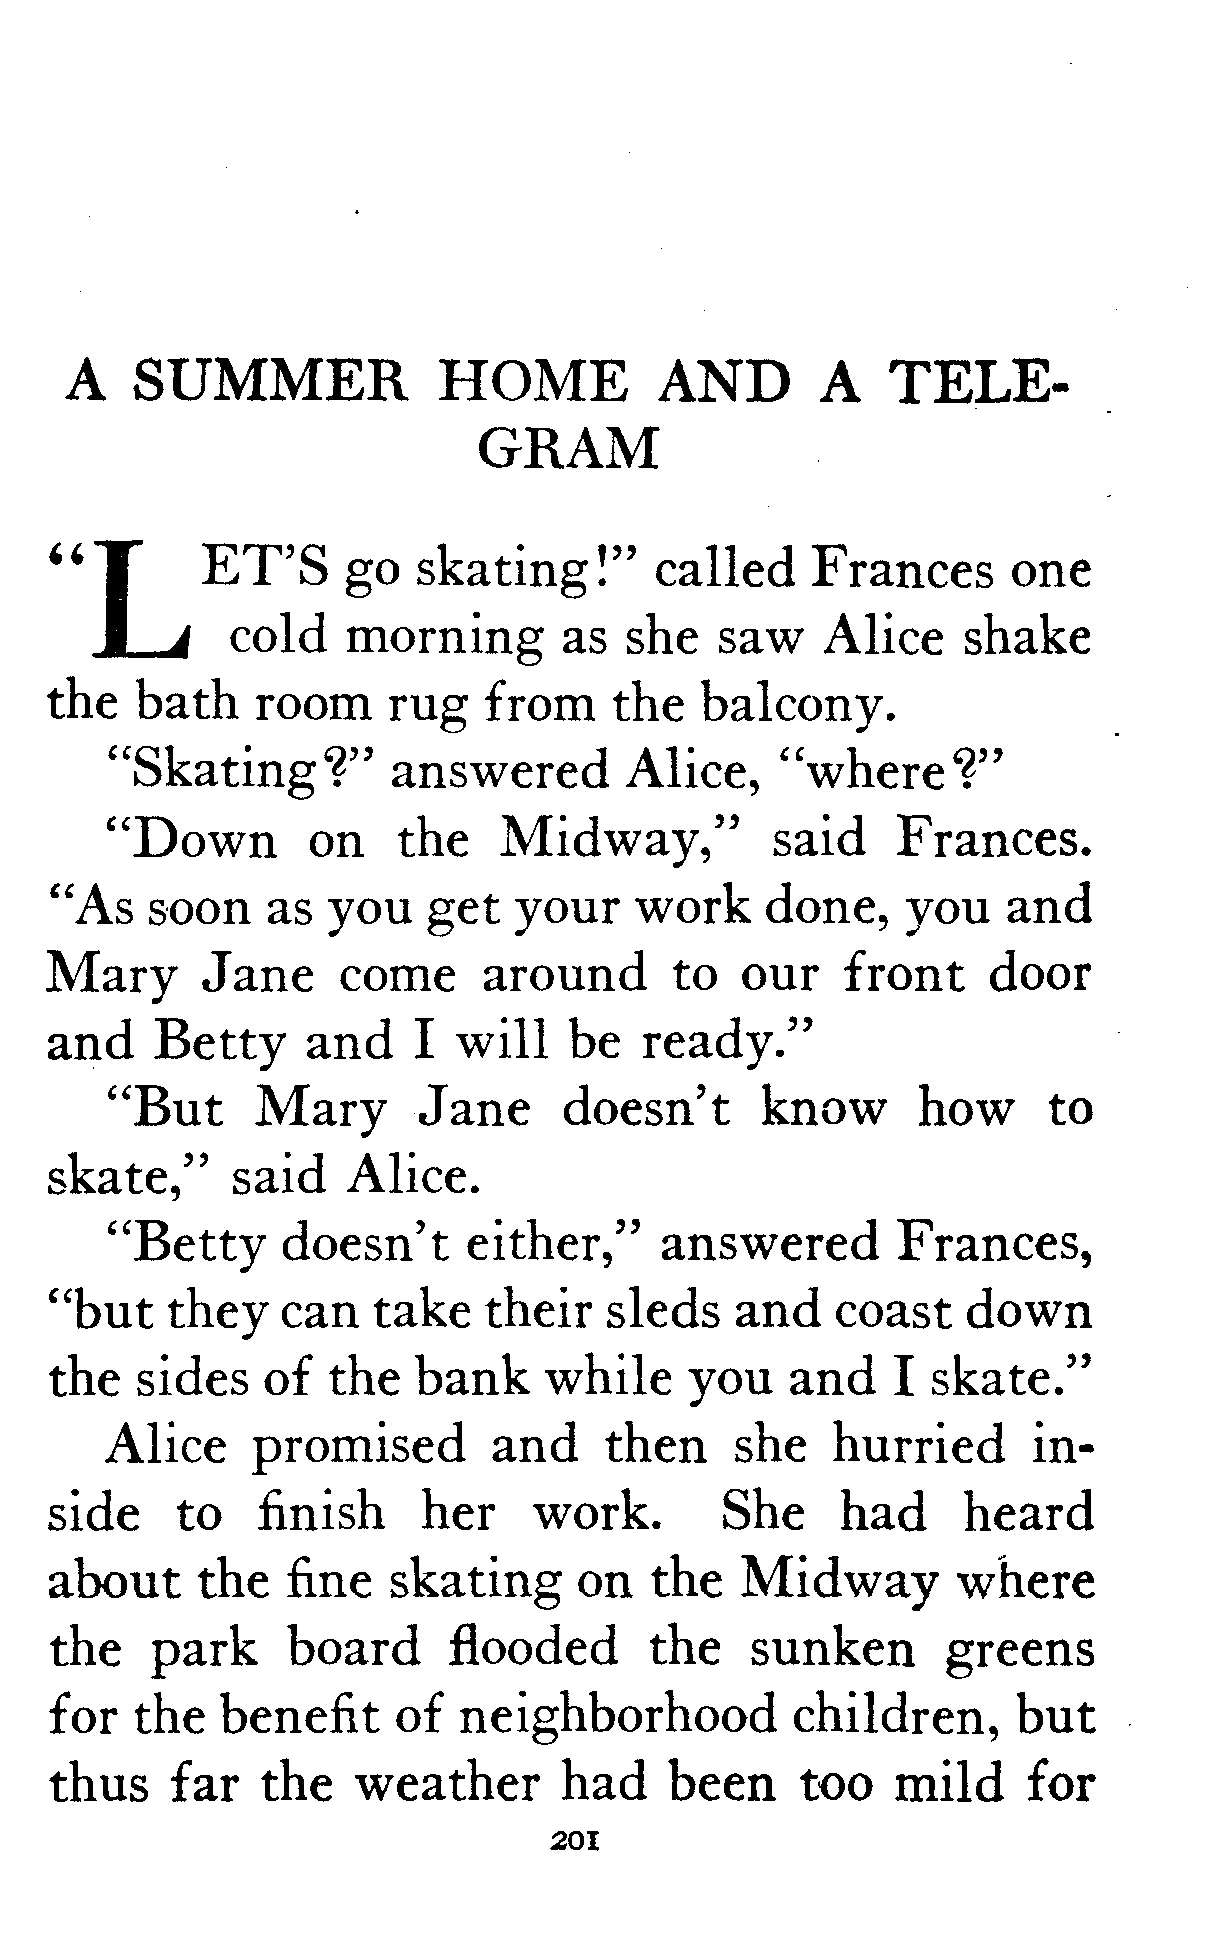 A SUMMER HOME AND A TELE-
GRAM
"LET'S go skating!" called Frances one
cold morning as she saw Alice shake
the bath room rug from the balcony.
"Skating?" answered Alice, "where?"
"Down on the Midway," said Frances.
"As soon as you get your work done, you and
Mary Jane come around to our front door
and Betty and I will be ready."
"But Mary Jane doesn't know how to
skate," said Alice.
"Betty doesn't either," answered Frances,
"but they can take their sleds and coast down
the sides of the bank while you and I skate."
Alice promised and then she hurried in-
side to finish her work. She had heard
about the fine skating on the Midway where
the park board flooded the sunken greens
for the benefit of neighborhood children, but
thus far the weather had been too mild for
201